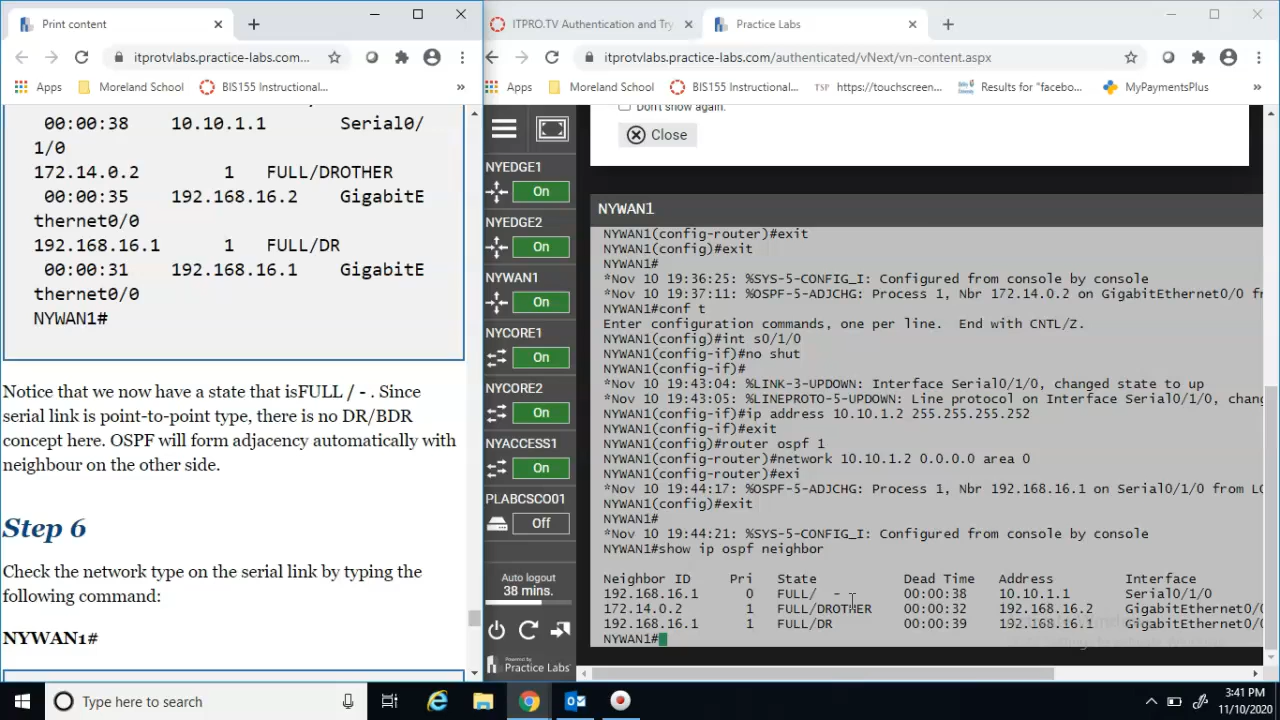 Print content
itprotvlabs.practice-labs.com...
Apps
Moreland School
BIS155 Instructional...
»
00:00:38 10.10.1.1 Serial0/
1/0
172.14.0.2 1 FULL/DROTHER
00:00:35 192.168.16.2 GigabitE
thernet0/0
192.168.16.1 1 FULL/DR
00:00:31 192.168.16.1 GigabitE
thernet0/0
NYWAN1#
Notice that we now have a state that isFULL / - . Since
serial link is point-to-point type, there is no DR/BDR
concept here. OSPF will form adjacency automatically with
neighbour on the other side.
Step 6
Check the network type on the serial link by typing the
following command:
NYWAN1#
ITPRO.TV Authentication and Try
Practice Labs
itprotvlabs.practice-labs.com/authenticated/vNext/vn-content.aspx
Apps
Moreland School
BIS155 Instructional...
TSP https://touchscreen...
Results for "facebo...
MyPaymentsPlus
»
Don't show again.
Close
NYEDGE1
On
NYEDGE2
On
NYWAN1
On
NYCORE1
On
NYCORE2
On
NYACCESS1
On
PLABCSCO01
Off
Auto logout
38 mins.
Powered by
Practice Labs
NYWAN1
NYWAN1(config-router)#exit
NYWAN1(config)#exit
NYWAN1#
*Nov 10 19:36:25: %SYS-5-CONFIG_I: Configured from console by console
*Nov 10 19:37:11: %OSPF-5-ADJCHG: Process 1, Nbr 172.14.0.2 on GigabitEthernet0/0 fr
NYWAN1#conf t
Enter configuration commands, one per line. End with CNTL/Z.
NYWAN1(config)#int s0/1/0
NYWAN1(config-if)#no shut
NYWAN1(config-if)#
*Nov 10 19:43:04: %LINK-3-UPDOWN: Interface Serial0/1/0, changed state to up
*Nov 10 19:43:05: %LINEPROTO-5-UPDOWN: Line protocol on Interface Serial0/1/0, chang
NYWAN1(config-if)#ip address 10.10.1.2 255.255.255.252
NYWAN1(config-if)#exit
NYWAN1(config)#router ospf 1
NYWAN1(config-router)#network 10.10.1.2 0.0.0.0 area 0
NYWAN1(config-router)#exi
*Nov 10 19:44:17: %OSPF-5-ADJCHG: Process 1, Nbr 192.168.16.1 on Serial0/1/0 from LO
NYWAN1(config)#exit
NYWAN1#
*Nov 10 19:44:21: %SYS-5-CONFIG_I: Configured from console by console
NYWAN1#show ip ospf neighbor
Neighbor ID Pri State Dead Time Address Interface
192.168.16.1 0 FULL/ - 00:00:38 10.10.1.1 Serial0/1/0
172.14.0.2 1 FULL/DROTHER 00:00:32 192.168.16.2 GigabitEthernet0/0
192.168.16.1 1 FULL/DR 00:00:39 192.168.16.1 GigabitEthernet0/0
NYWAN1#
Type here to search
3:41 PM
11/10/2020